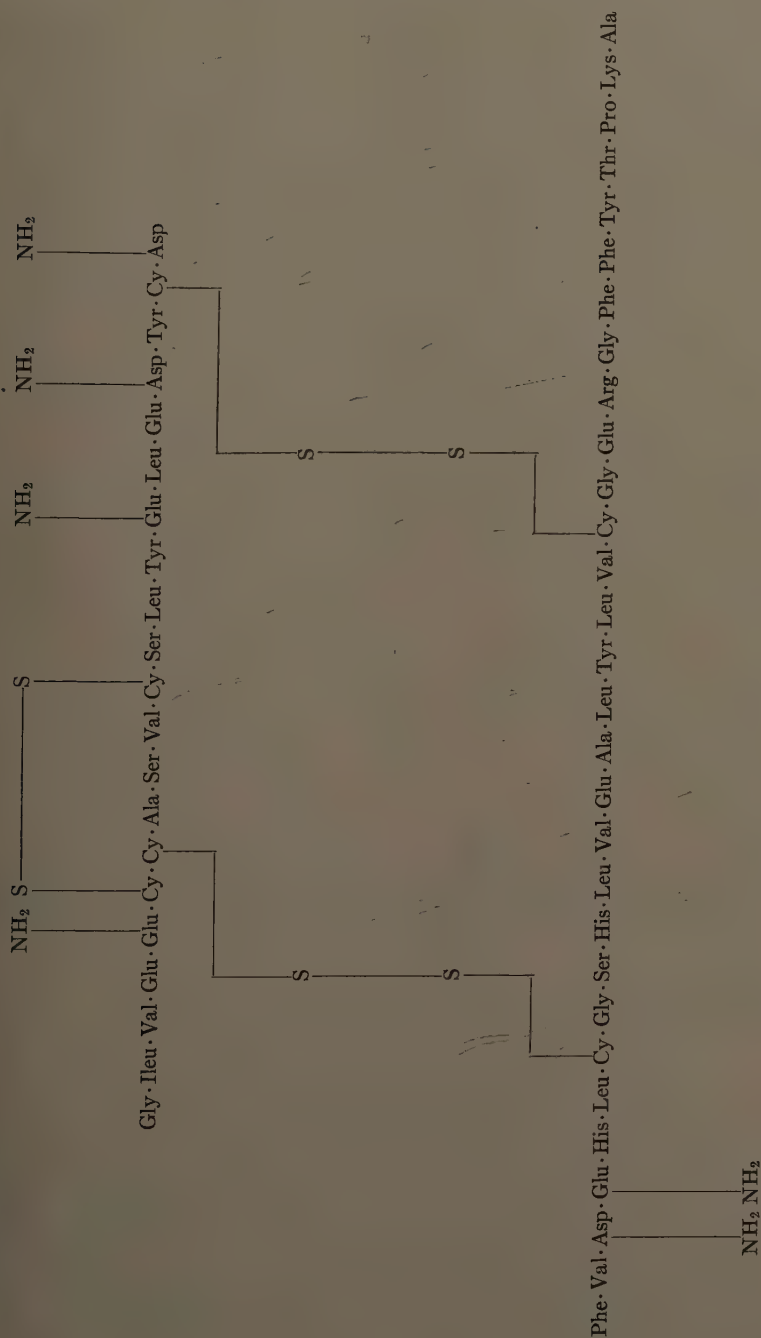 NH₂ S S NH₂ NH₂ NH₂
Gly·Ileu·Val·Glu·Glu·Cy·Cy·Ala·Ser·Val·Cy·Ser·Leu·Tyr·Glu·Leu·Glu·Asp·Tyr·Cy·Asp
S S
S S
Phe·Val·Asp·Glu·His·Leu·Cy·Gly·Ser·His·Leu·Val·Glu·Ala·Leu·Tyr·Leu·Val·Cy·Gly·Glu·Arg·Gly·Phe·Phe·Tyr·Thr·Pro·Lys·Ala
NH₂ NH₂